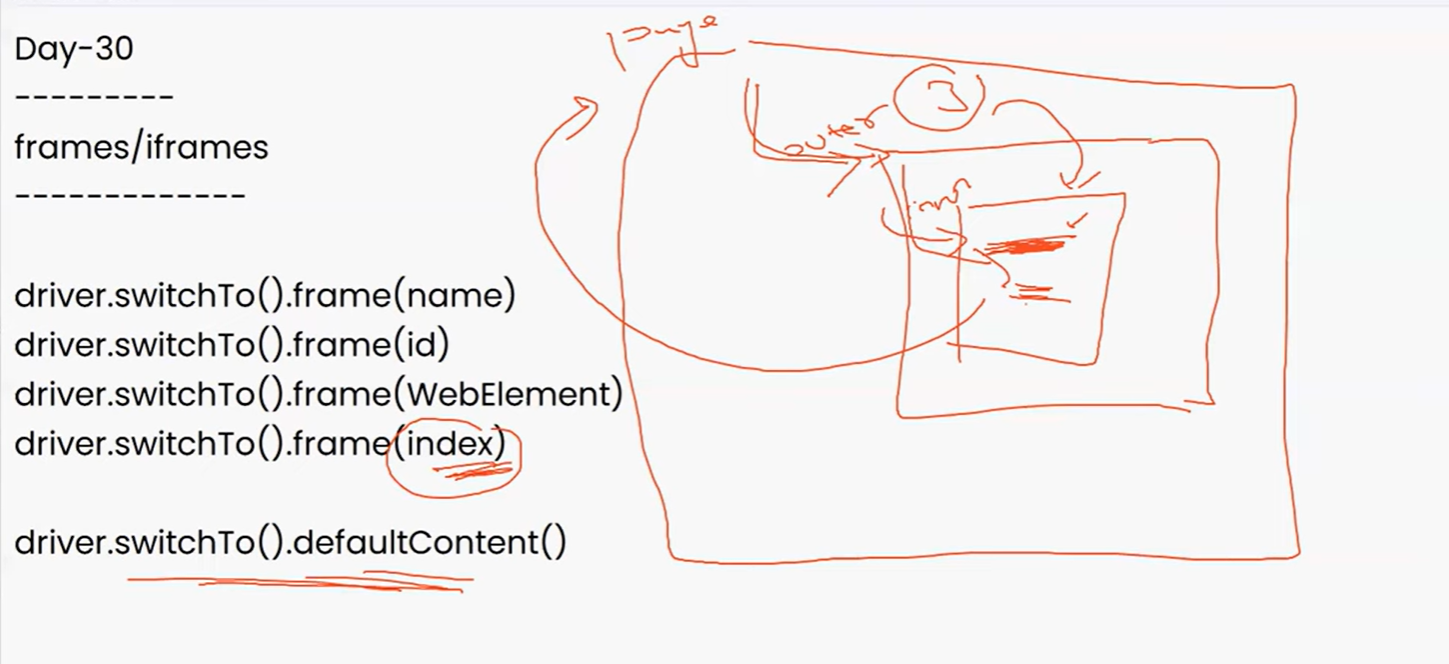 Day-30
---------
frames/iframes
-------------
driver.switchTo().frame(name)
driver.switchTo().frame(id)
driver.switchTo().frame(WebElement)
driver.switchTo().frame(index)
driver.switchTo().defaultContent()
page
3
outer